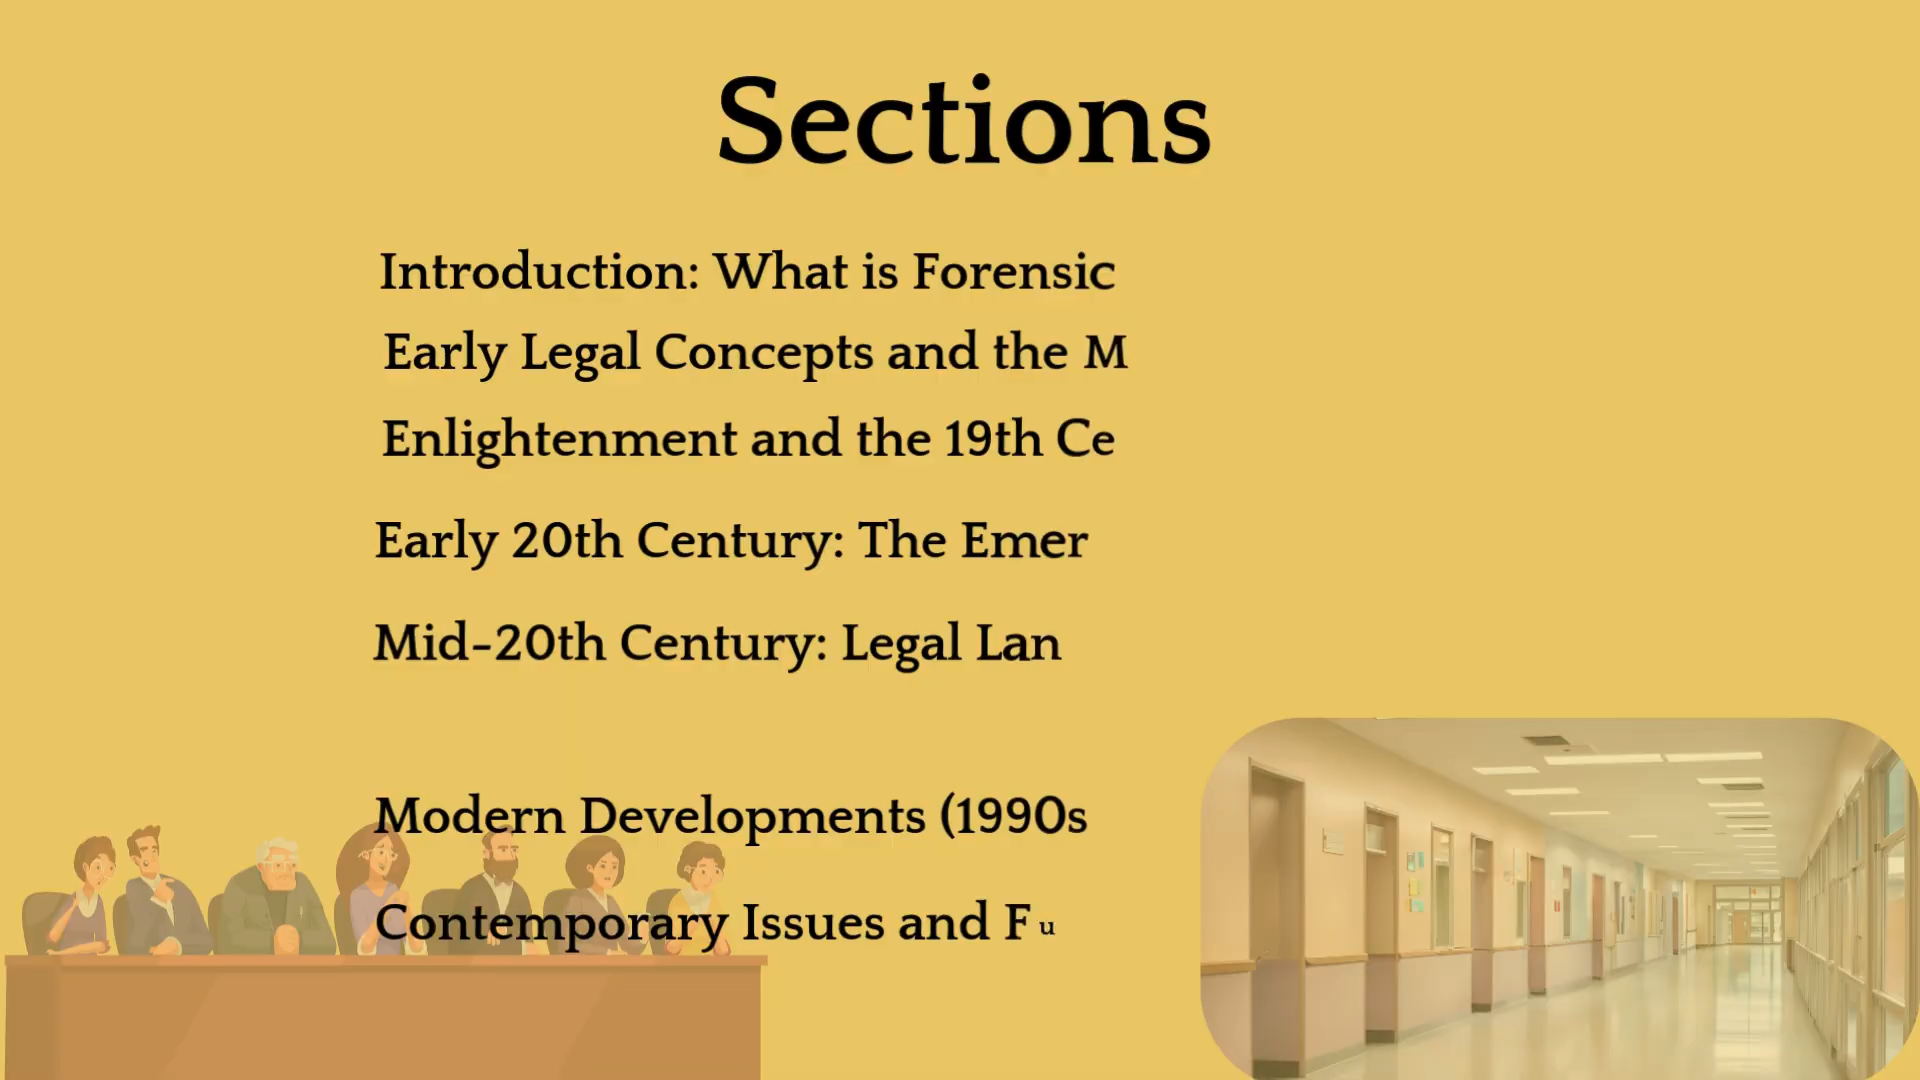 Sections
Introduction: What is Forensic
Early Legal Concepts and the M
Enlightenment and the 19th Ce
Early 20th Century: The Emer
Mid-20th Century: Legal Lan
Modern Developments (1990s
Contemporary Issues and Fu